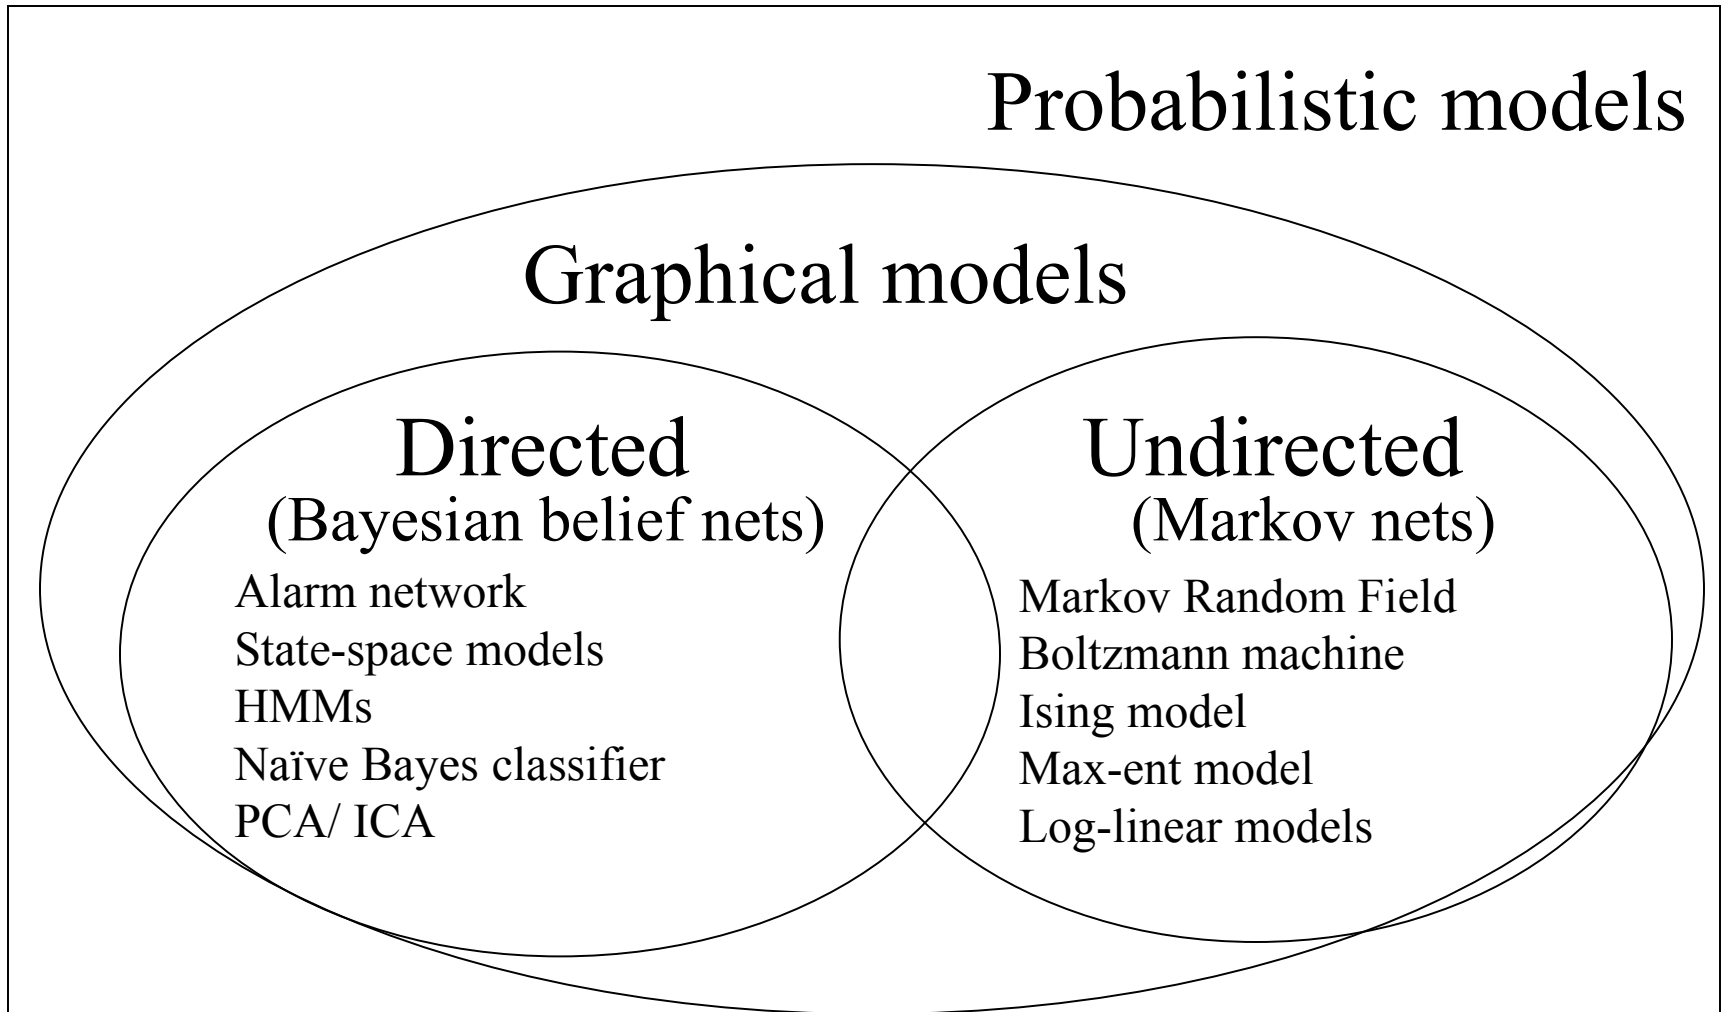 Probabilistic models
Graphical models
Directed
(Bayesian belief nets)
Alarm network
State-space models
HMMs
Naïve Bayes classifier
PCA/ ICA
Undirected
(Markov nets)
Markov Random Field
Boltzmann machine
Ising model
Max-ent model
Log-linear models